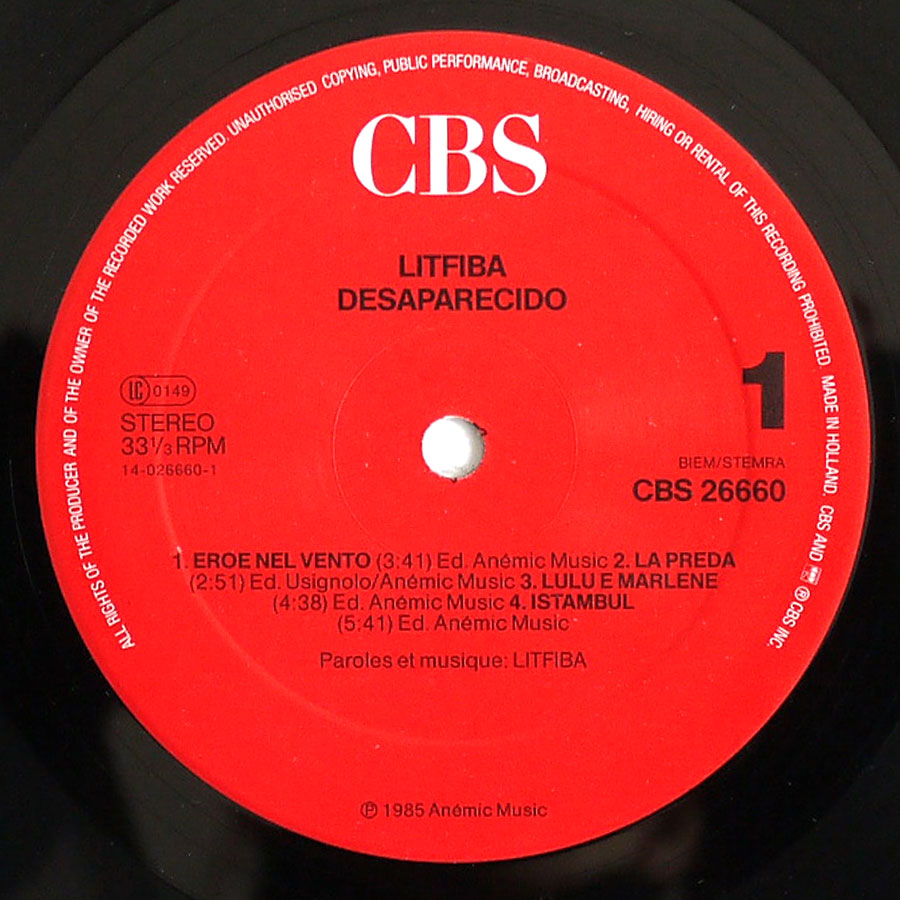 ALL RIGHTS OF THE PRODUCER AND OF THE OWNER OF THE RECORDED WORK RESERVED. UNAUTHORISED COPYING, PUBLIC PERFORMANCE, BROADCASTING, HIRING OR RENTAL OF THIS RECORDING PROHIBITED. MADE IN HOLLAND. CBS AND ® CBS INC.
CBS
LITFIBA
DESAPARECIDO
LC 0149
STEREO
33⅓ RPM
14-026660-1
1
BIEM/STEMRA
CBS 26660
1. EROE NEL VENTO (3:41) Ed. Anémic Music 2. LA PREDA
(2:51) Ed. Usignolo/Anémic Music 3. LULU E MARLENE
(4:38) Ed. Anémic Music 4. ISTAMBUL
(5:41) Ed. Anémic Music
Paroles et musique: LITFIBA
℗ 1985 Anémic Music